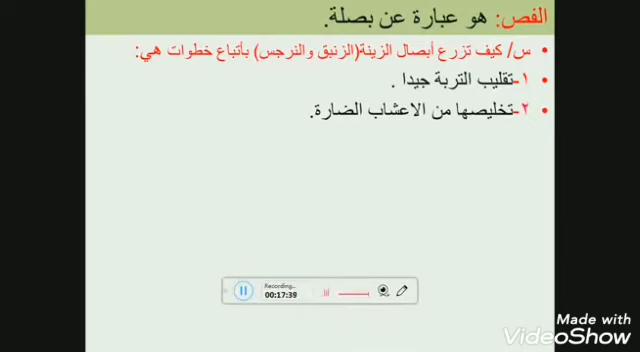 الفص: هو عبارة عن بصلة.
• س/ كيف تزرع أبصال الزينة(الزنبق والنرجس) بأتباع خطوات هي:
• ١-تقليب التربة جيدا .
• ٢-تخليصها من الاعشاب الضارة.
Recording...
00:17:39
Made with
VideoShow